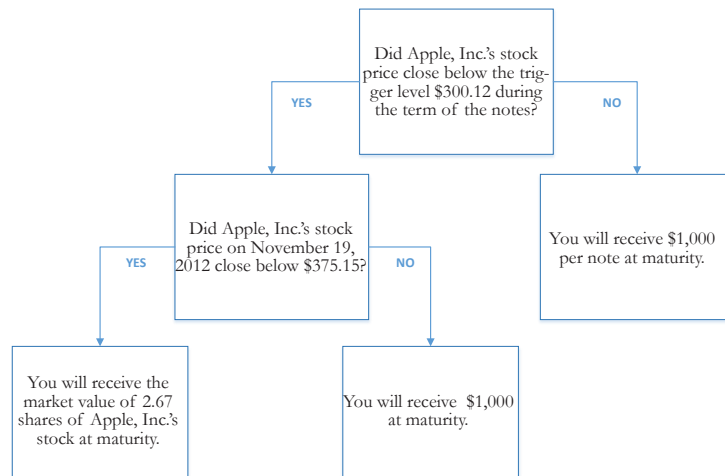 Did Apple, Inc.'s stock
price close below the trig-
ger level $300.12 during
the term of the notes?
YES
NO
Did Apple, Inc.'s stock
price on November 19,
2012 close below $375.15?
You will receive $1,000
per note at maturity.
YES
NO
You will receive the
market value of 2.67
shares of Apple, Inc.'s
stock at maturity.
You will receive $1,000
at maturity.